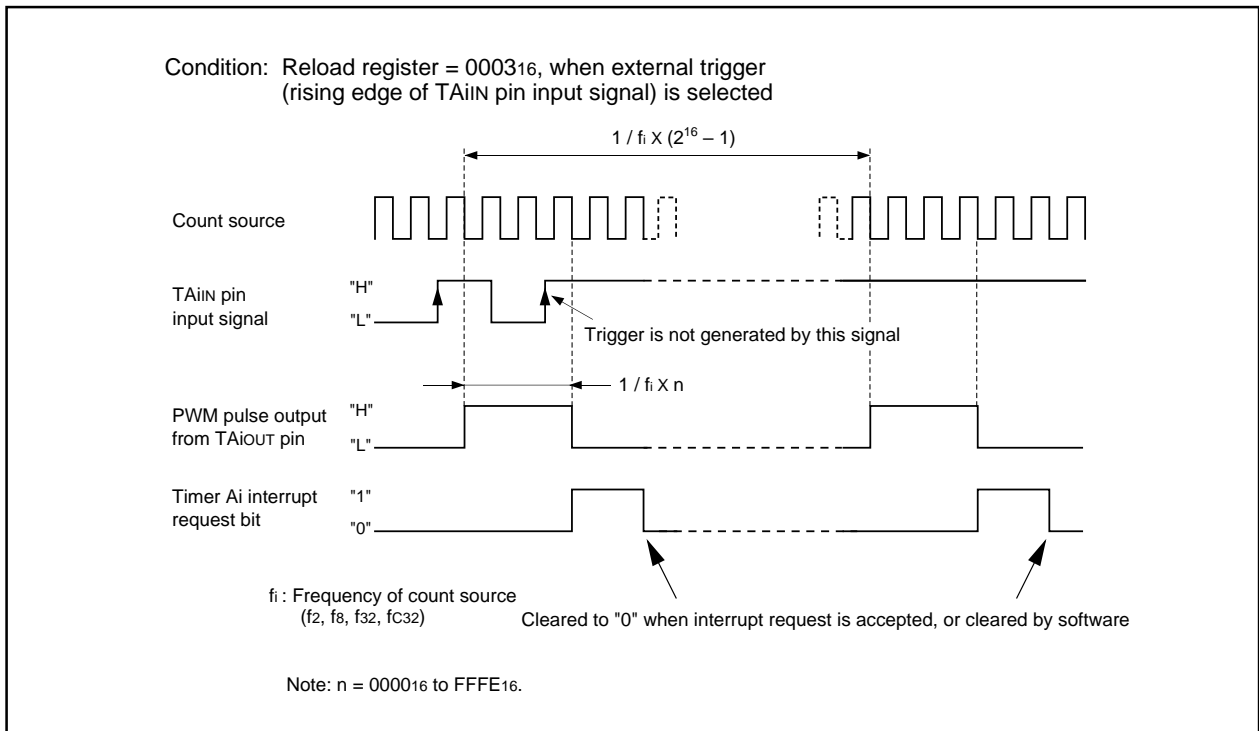 Condition: Reload register = 000316, when external trigger
(rising edge of TAiIN pin input signal) is selected
1 / fi X (2^16 – 1)
Count source
TAiIN pin
input signal
"H"
"L"
Trigger is not generated by this signal
1 / fi X n
PWM pulse output
from TAiOUT pin
"H"
"L"
Timer Ai interrupt
request bit
"1"
"0"
fi : Frequency of count source
(f2, f8, f32, fC32)
Cleared to "0" when interrupt request is accepted, or cleared by software
Note: n = 000016 to FFFE16.